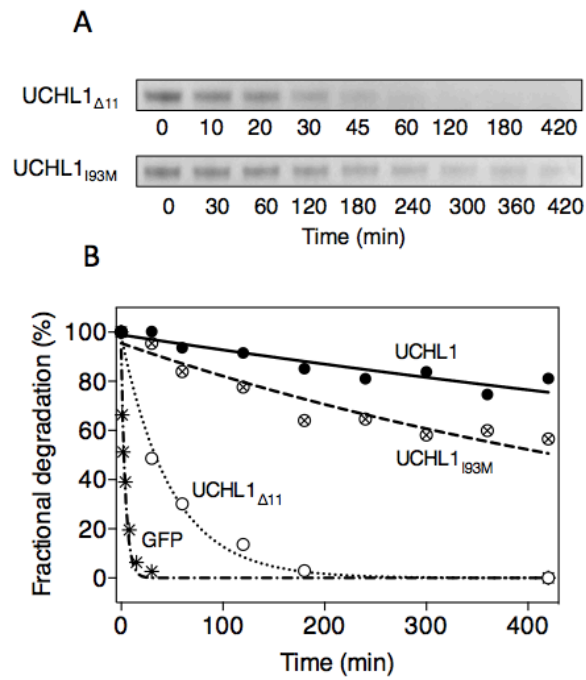 A
UCHL1Δ11
0 10 20 30 45 60 120 180 420
UCHL1I93M
0 30 60 120 180 240 300 360 420
Time (min)
B
Fractional degradation (%)
100
80
60
40
20
0
UCHL1
UCHL1I93M
UCHL1Δ11
GFP
0 100 200 300 400
Time (min)